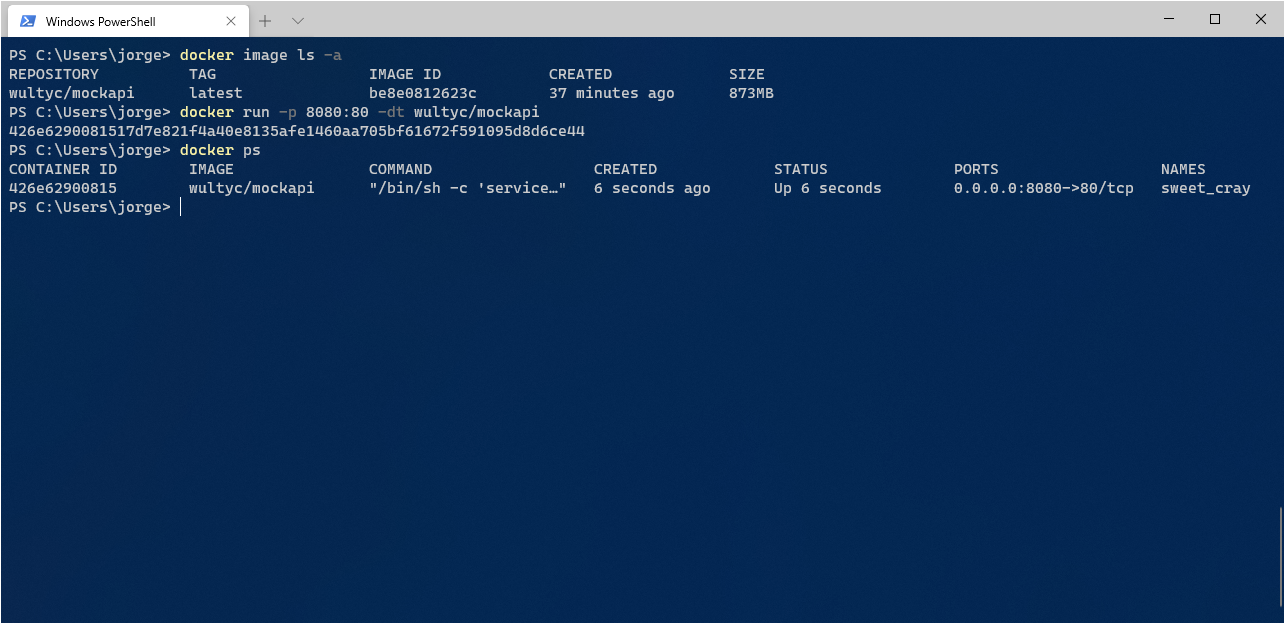 Windows PowerShell
PS C:\Users\jorge> docker image ls -a
REPOSITORY TAG IMAGE ID CREATED SIZE
wultyc/mockapi latest be8e0812623c 37 minutes ago 873MB
PS C:\Users\jorge> docker run -p 8080:80 -dt wultyc/mockapi
426e6290081517d7e821f4a40e8135afe1460aa705bf61672f591095d8d6ce44
PS C:\Users\jorge> docker ps
CONTAINER ID IMAGE COMMAND CREATED STATUS PORTS NAMES
426e62900815 wultyc/mockapi "/bin/sh -c 'service…" 6 seconds ago Up 6 seconds 0.0.0.0:8080->80/tcp sweet_cray
PS C:\Users\jorge>